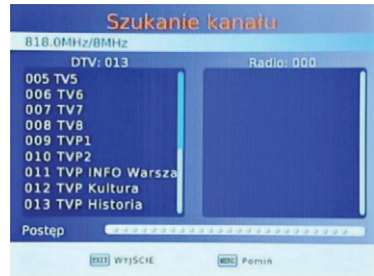 Szukanie kanału
818.0MHz/8MHz
DTV: 013
Radio: 000
005 TV5
006 TV6
007 TV7
008 TV8
009 TVP1
010 TVP2
011 TVP INFO Warsza
012 TVP Kultura
013 TVP Historia
Postęp
EXIT WYJŚCIE
MENU Pomiń